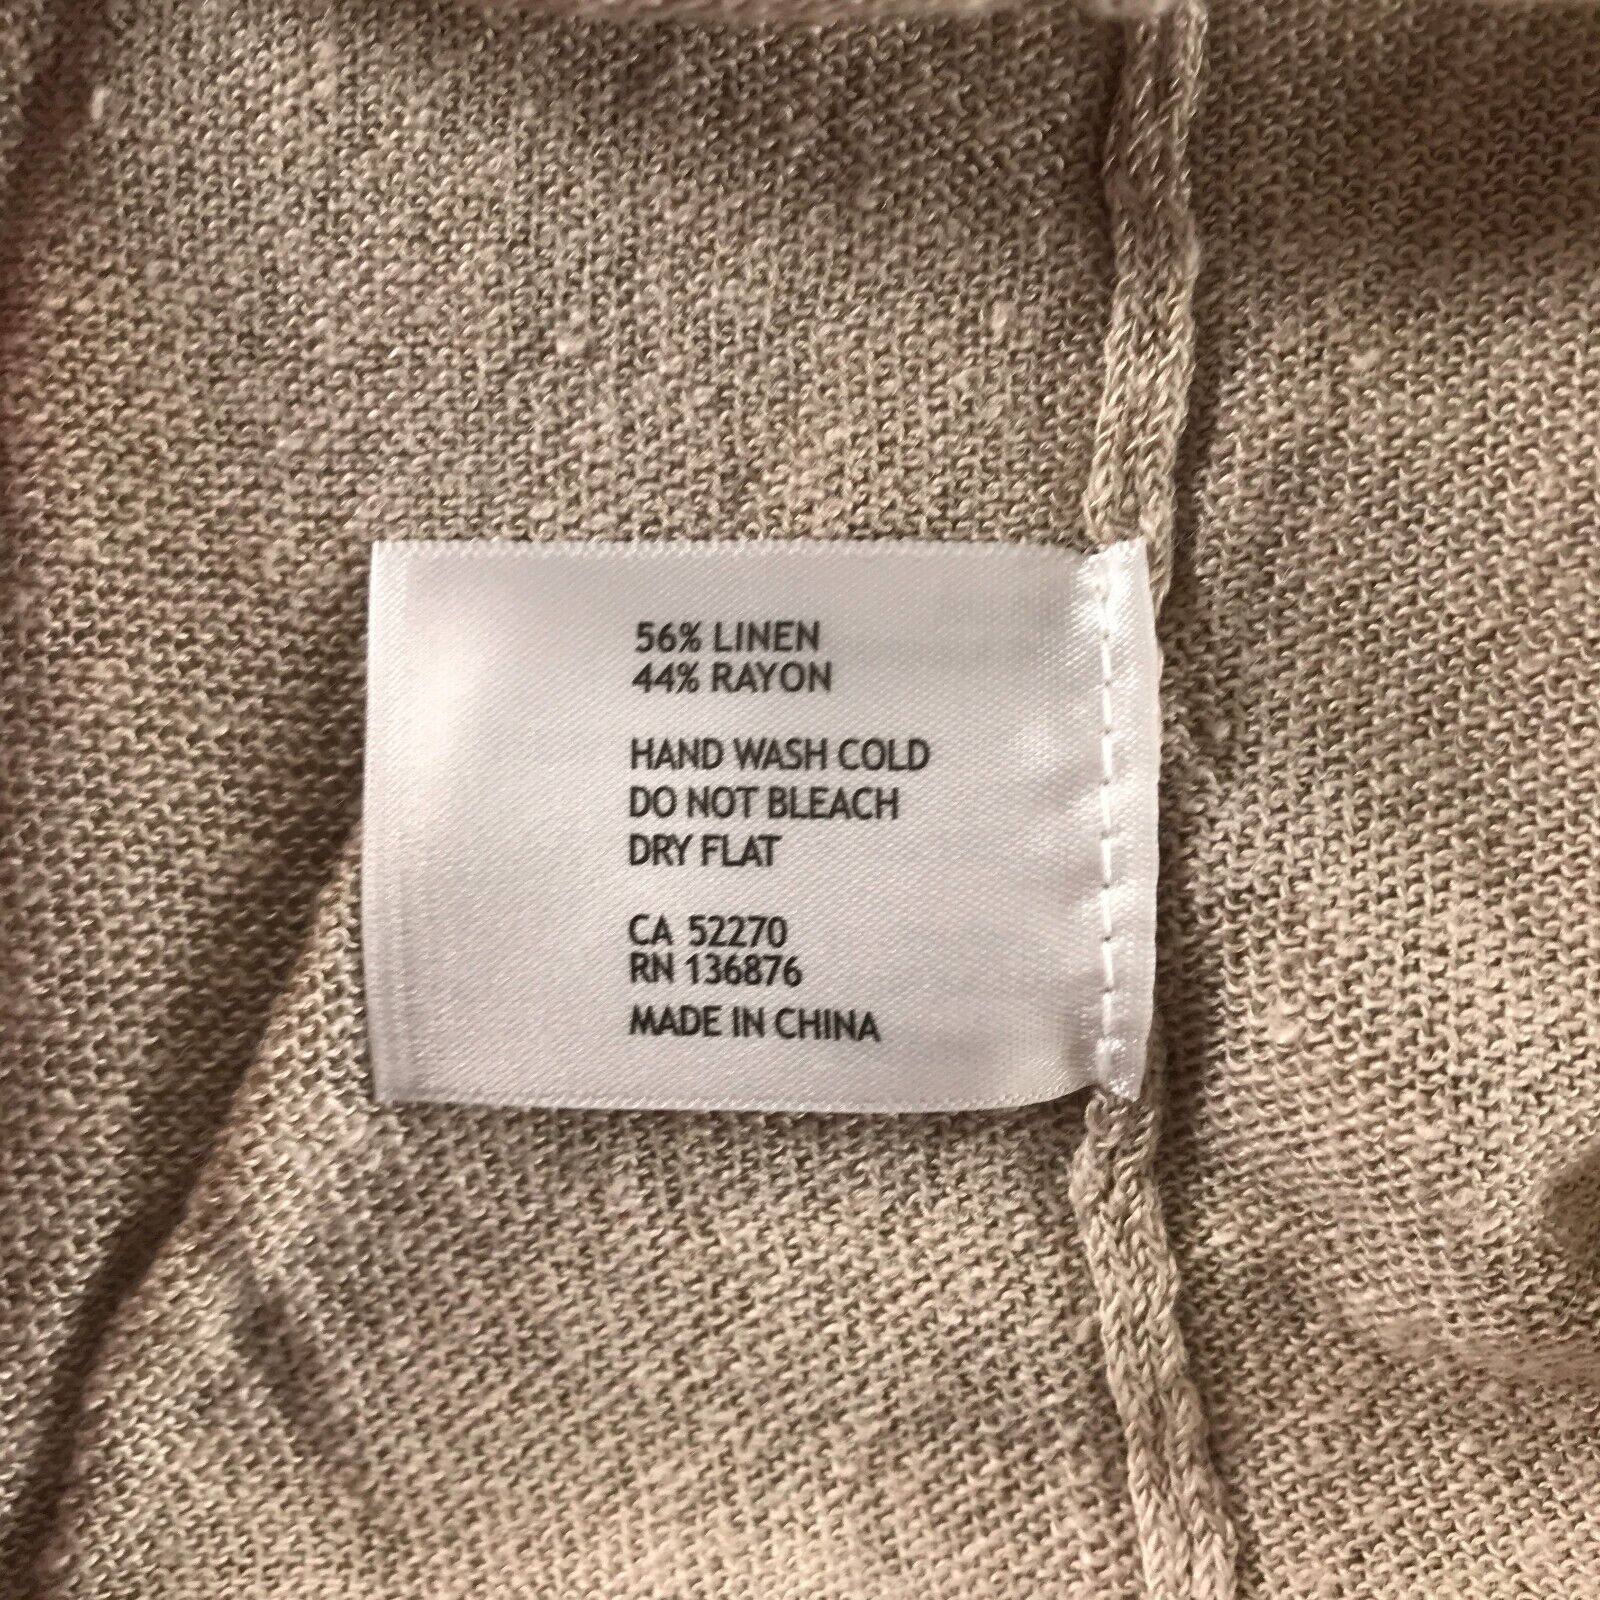 56% LINEN
44% RAYON
HAND WASH COLD
DO NOT BLEACH
DRY FLAT
CA 52270
RN 136876
MADE IN CHINA